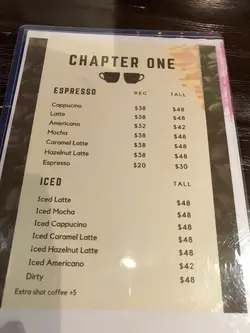 CHAPTER ONE
ESPRESSO REG TALL
Cappucino $38 $48
Latte $38 $48
Americano $32 $42
Mocha $38 $48
Caramel Latte $38 $48
Hazelnut Latte $38 $48
Espresso $20 $30
ICED TALL
Iced Latte $48
Iced Mocha $48
Iced Cappucino $48
Iced Caramel Latte $48
Iced Hazelnut Latte $48
Iced Americano $42
Dirty $48
Extra shot coffee +5